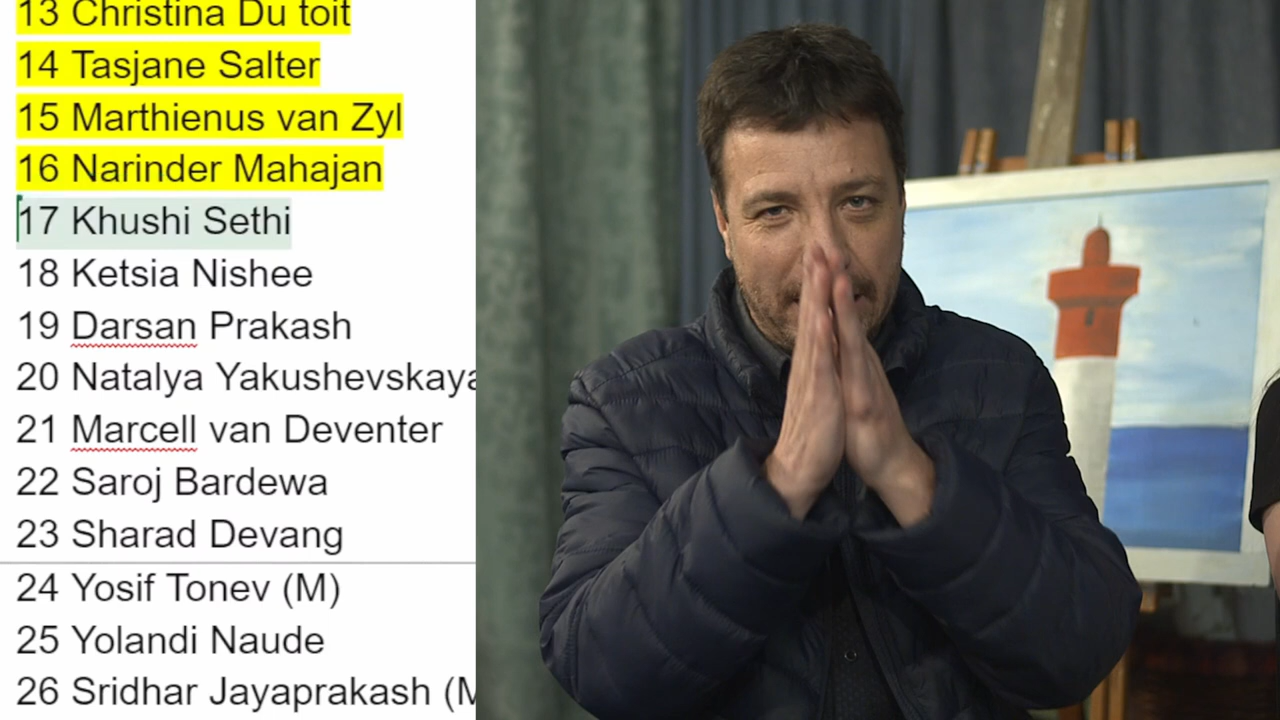 13 Christina Du toit
14 Tasjane Salter
15 Marthienus van Zyl
16 Narinder Mahajan
17 Khushi Sethi
18 Ketsia Nishee
19 Darsan Prakash
20 Natalya Yakushevskaya
21 Marcell van Deventer
22 Saroj Bardewa
23 Sharad Devang
24 Yosif Tonev (M)
25 Yolandi Naude
26 Sridhar Jayaprakash (M